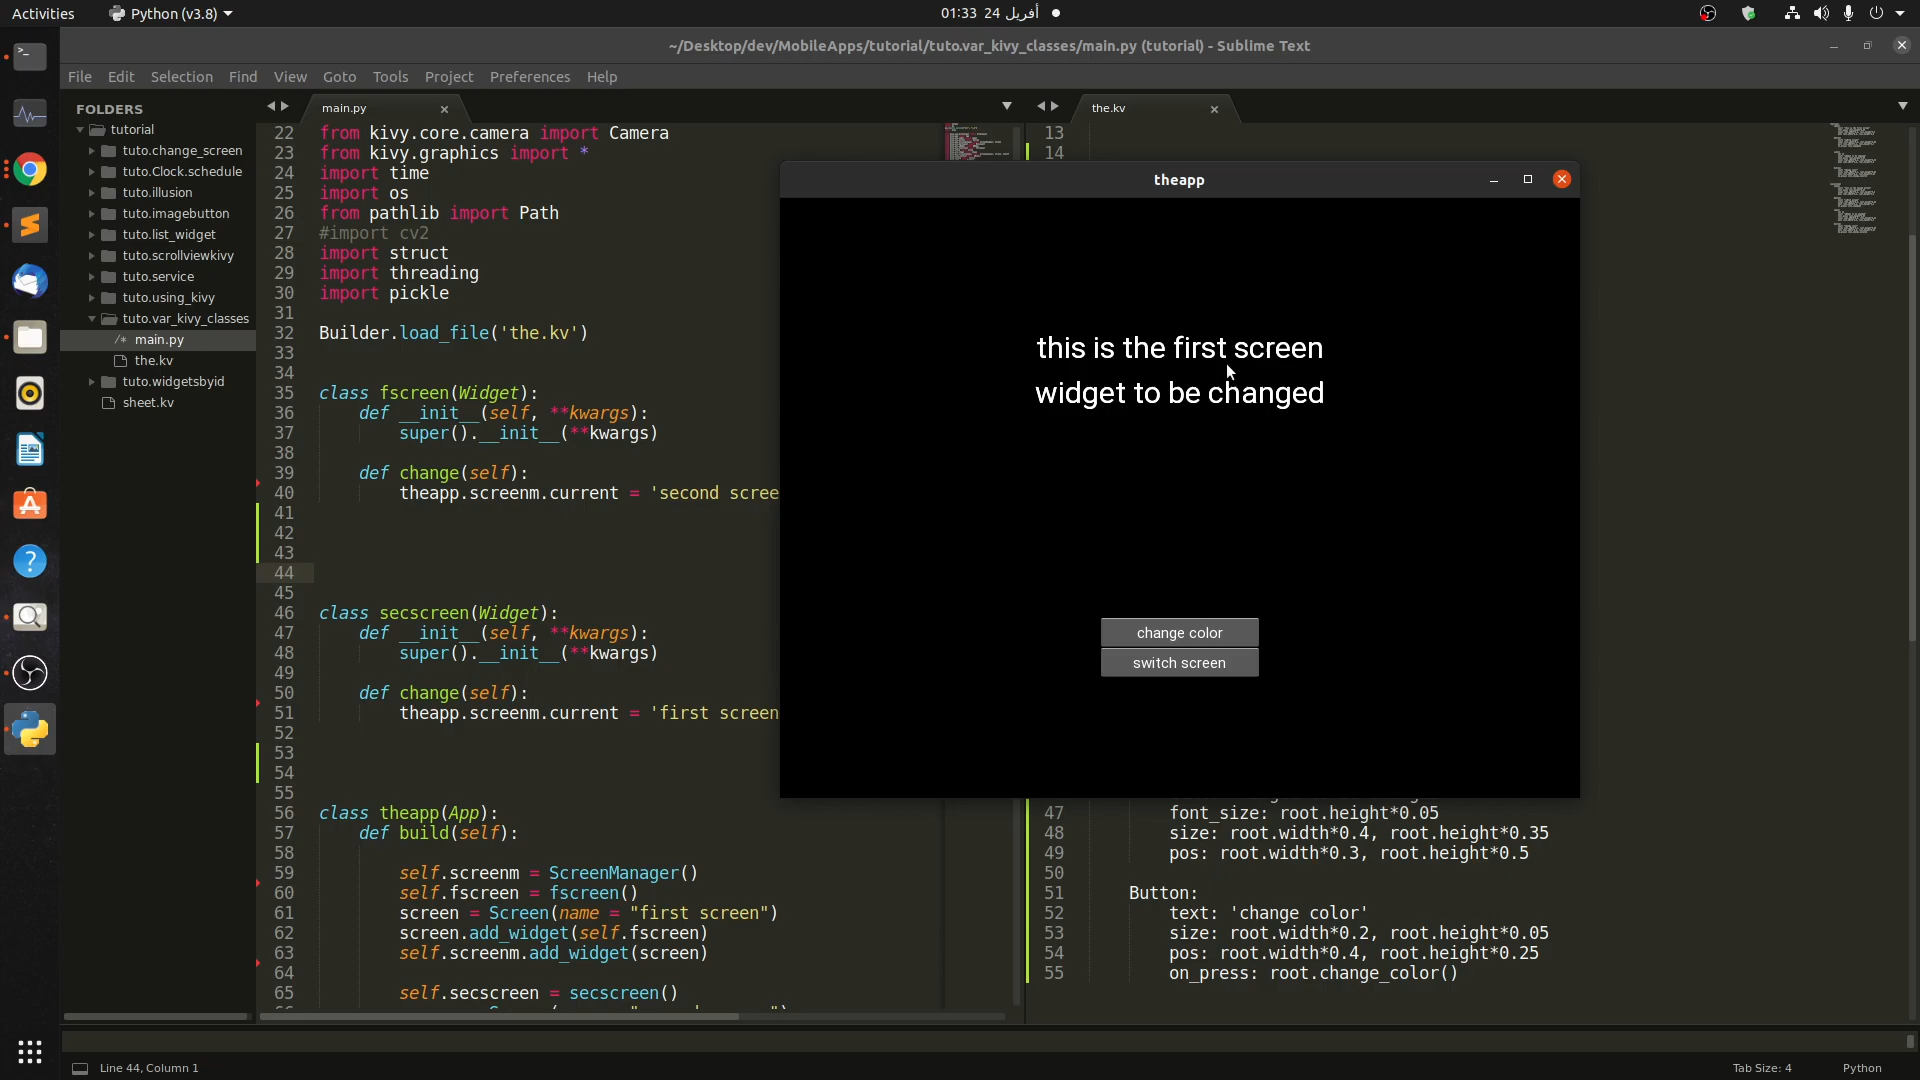 Activities
Python (v3.8)
01:33 24 أفريل
~/Desktop/dev/MobileApps/tutorial/tuto.var_kivy_classes/main.py (tutorial) - Sublime Text
File Edit Selection Find View Goto Tools Project Preferences Help
FOLDERS
tutorial
tuto.change_screen
tuto.Clock.schedule
tuto.illusion
tuto.imagebutton
tuto.list_widget
tuto.scrollviewkivy
tuto.service
tuto.using_kivy
tuto.var_kivy_classes
/* main.py
the.kv
tuto.widgetsbyid
sheet.kv
main.py
22 from kivy.core.camera import Camera
23 from kivy.graphics import *
24 import time
25 import os
26 from pathlib import Path
27 #import cv2
28 import struct
29 import threading
30 import pickle
31
32 Builder.load_file('the.kv')
33
34
35 class fscreen(Widget):
36 def __init__(self, **kwargs):
37 super().__init__(**kwargs)
38
39 def change(self):
40 theapp.screenm.current = 'second scree
41
42
43
44
45
46 class secscreen(Widget):
47 def __init__(self, **kwargs):
48 super().__init__(**kwargs)
49
50 def change(self):
51 theapp.screenm.current = 'first screen
52
53
54
55
56 class theapp(App):
57 def build(self):
58
59 self.screenm = ScreenManager()
60 self.fscreen = fscreen()
61 screen = Screen(name = "first screen")
62 screen.add_widget(self.fscreen)
63 self.screenm.add_widget(screen)
64
65 self.secscreen = secscreen()
the.kv
13
14
theapp
this is the first screen
widget to be changed
change color
switch screen
47 font_size: root.height*0.05
48 size: root.width*0.4, root.height*0.35
49 pos: root.width*0.3, root.height*0.5
50
51 Button:
52 text: 'change color'
53 size: root.width*0.2, root.height*0.05
54 pos: root.width*0.4, root.height*0.25
55 on_press: root.change_color()
Line 44, Column 1
Tab Size: 4
Python